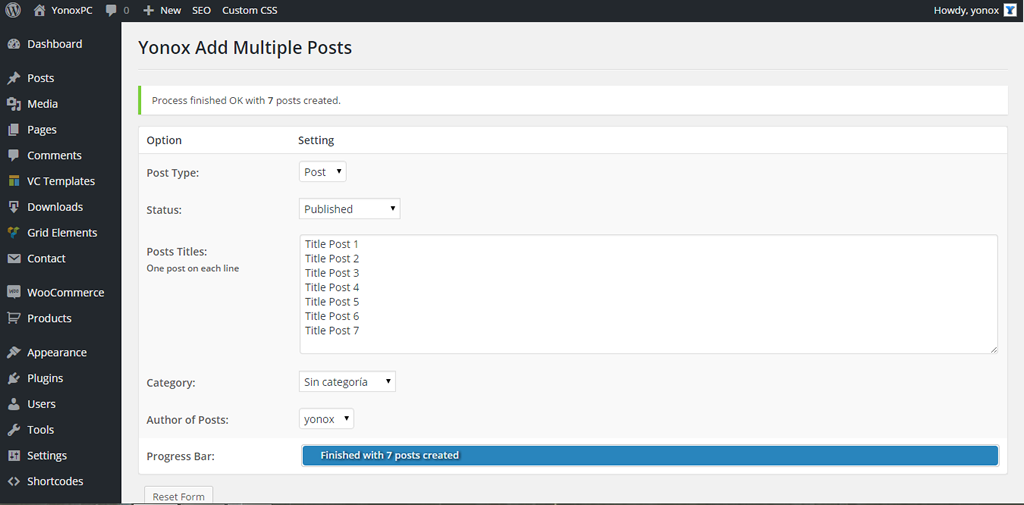 YonoxPC 0 New SEO Custom CSS Howdy, yonox
Dashboard
Posts
Media
Pages
Comments
VC Templates
Downloads
Grid Elements
Contact
WooCommerce
Products
Appearance
Plugins
Users
Tools
Settings
Shortcodes
Yonox Add Multiple Posts
Process finished OK with 7 posts created.
Option Setting
Post Type: Post
Status: Published
Posts Titles:
One post on each line
Title Post 1
Title Post 2
Title Post 3
Title Post 4
Title Post 5
Title Post 6
Title Post 7
Category: Sin categoría
Author of Posts: yonox
Progress Bar: Finished with 7 posts created
Reset Form